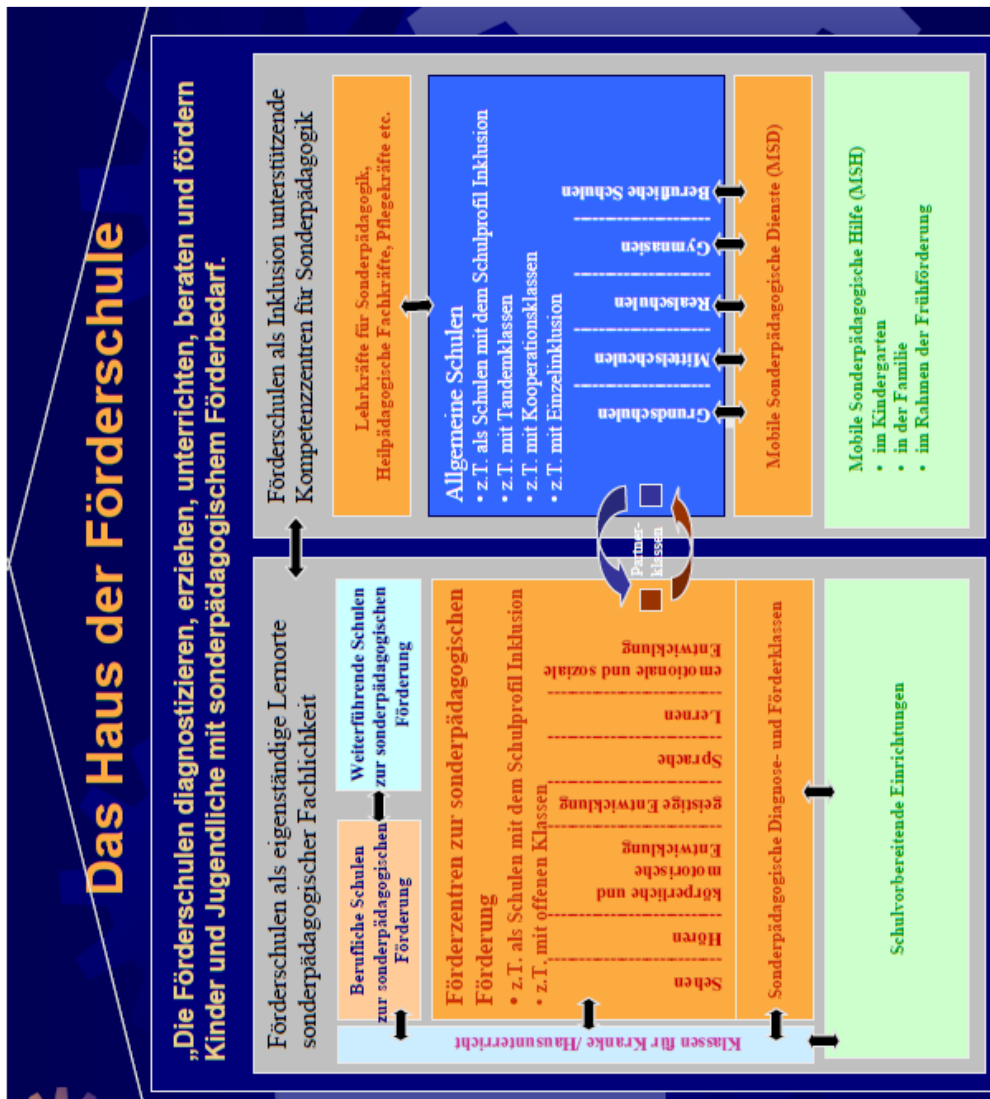 Das Haus der Förderschule
„Die Förderschulen diagnostizieren, erziehen, unterrichten, beraten und fördern
Kinder und Jugendliche mit sonderpädagogischem Förderbedarf.
Förderschulen als eigenständige Lernorte
sonderpädagogischer Fachlichkeit
Berufliche Schulen
zur sonderpädagogischen
Förderung
Weiterführende Schulen
zur sonderpädagogischen
Förderung
Klassen für Kranke/Hausunterricht
Förderzentren zur sonderpädagogischen
Förderung
• z.T. als Schulen mit dem Schulprofil Inklusion
• z.T. mit offenen Klassen
Sehen
Hören
körperliche und
motorische
Entwicklung
geistige Entwicklung
Sprache
Lernen
emotionale und soziale
Entwicklung
Sonderpädagogische Diagnose- und Förderklassen
Schulvorbereitende Einrichtungen
Partner-
klassen
Förderschulen als Inklusion unterstützende
Kompetenzzentren für Sonderpädagogik
Lehrkräfte für Sonderpädagogik,
Heilpädagogische Fachkräfte, Pflegekräfte etc.
Allgemeine Schulen
• z.T. als Schulen mit dem Schulprofil Inklusion
• z.T. mit Tandemklassen
• z.T. mit Kooperationsklassen
• z.T. mit Einzelinklusion
Grundschulen
Mittelschculen
Realschulen
Gymnasien
Berufliche Schulen
Mobile Sonderpädagogische Dienste (MSD)
Mobile Sonderpädagogische Hilfe (MSH)
• im Kindergarten
• in der Familie
• im Rahmen der Frühförderung